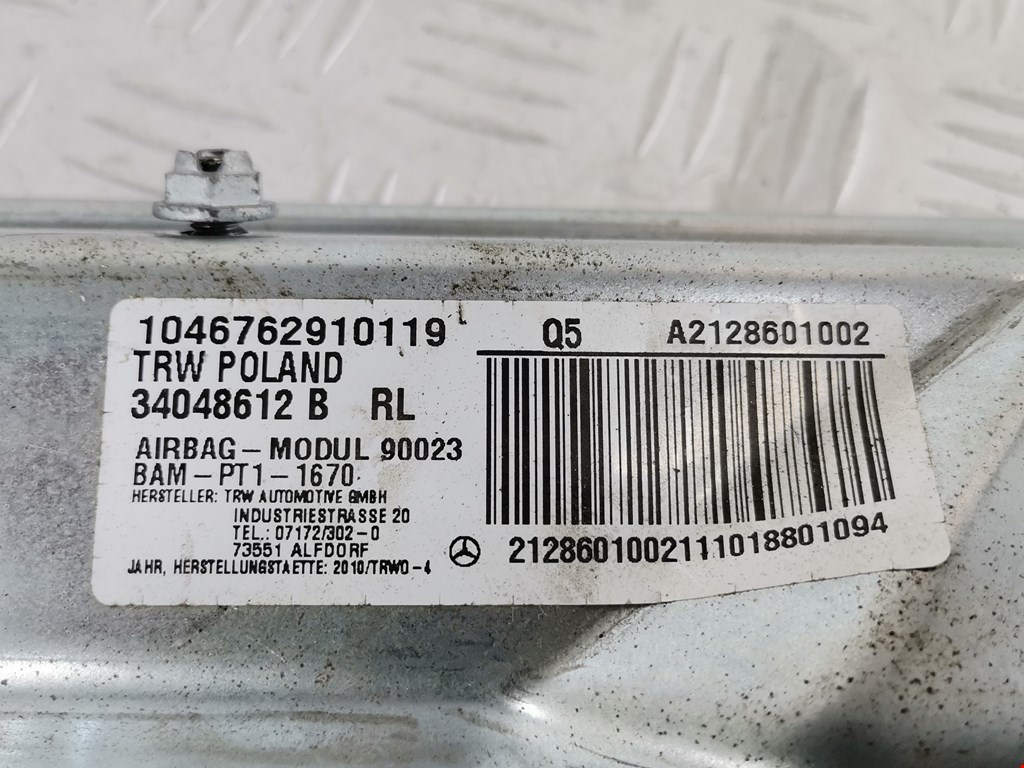 1046762910119
TRW POLAND
34048612 B RL
AIRBAG-MODUL 90023
BAM-PT1-1670
HERSTELLER: TRW AUTOMOTIVE GMBH
INDUSTRIESTRASSE 20
TEL.: 07172/302-0
73551 ALFDORF
JAHR, HERSTELLUNGSTAETTE: 2010/TRWO-4
Q5 A2128601002
2128601002111018801094